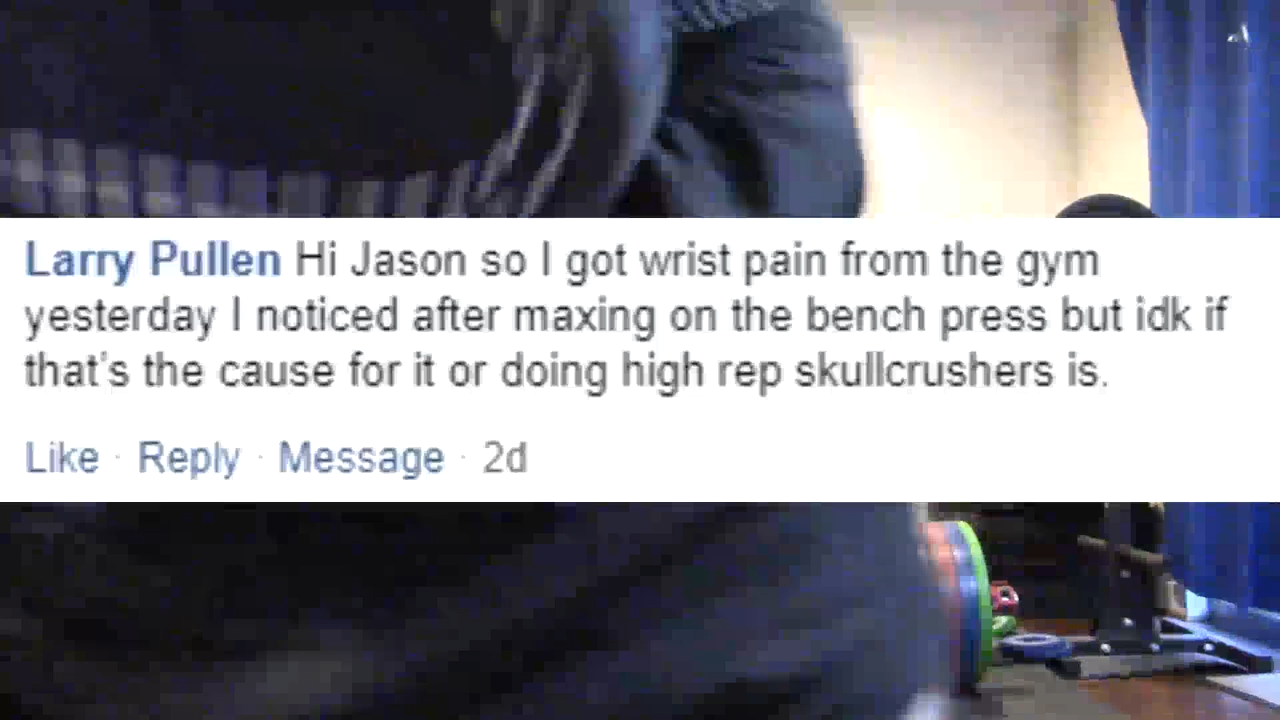 Larry Pullen Hi Jason so I got wrist pain from the gym
yesterday I noticed after maxing on the bench press but idk if
that's the cause for it or doing high rep skullcrushers is.
Like · Reply · Message · 2d